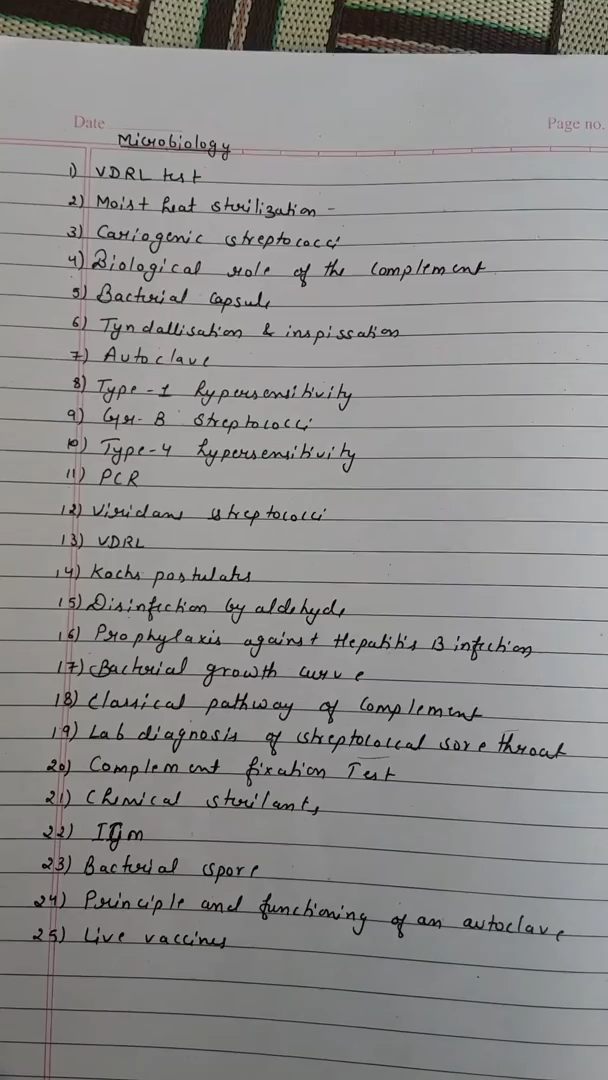 Date
Page no.
Microbiology
1) VDRL test
2) Moist heat sterilization -
3) Cariogenic streptococci
4) Biological role of the complement
5) Bacterial capsule
6) Tyndallisation & inspissation
7) Autoclave
8) Type-1 hypersensitivity
9) Gr-B streptococci
10) Type-4 hypersensitivity
11) PCR
12) Viridans streptococci
13) VDRL
14) Kochs postulates
15) Disinfection by aldehyde
16) Prophylaxis against Hepatitis B infection
17) Bacterial growth curve
18) Classical pathway of complement
19) Lab diagnosis of streptococcal sore throat
20) Complement fixation Test
21) Chemical sterilants
22) IgM
23) Bacterial spore
24) Principle and functioning of an autoclave
25) Live vaccines